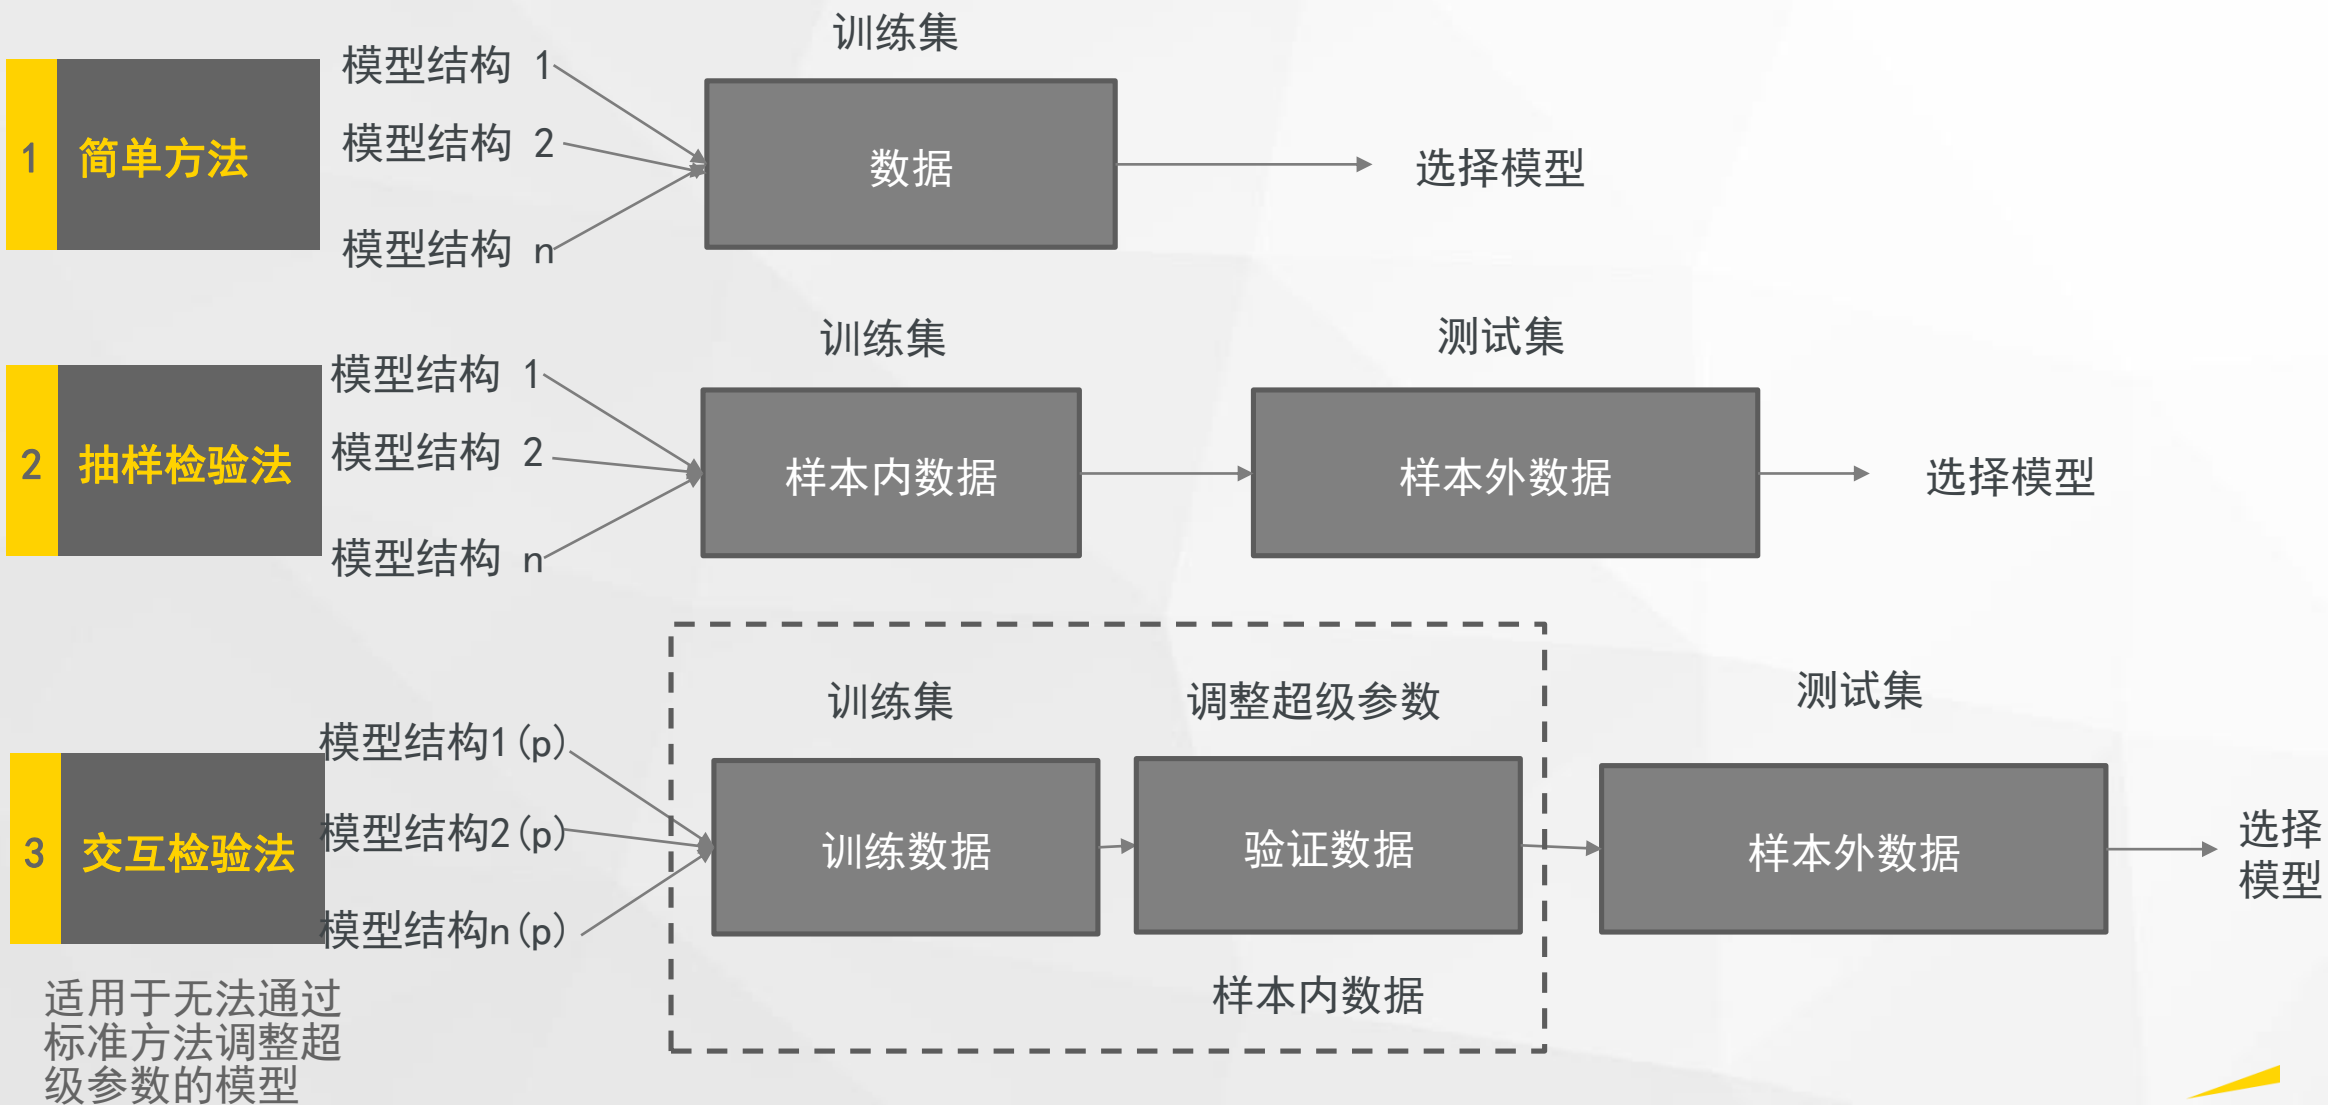 训练集
模型结构 1
模型结构 2
模型结构 n
1
简单方法
数据
选择模型
训练集
测试集
模型结构 1
模型结构 2
模型结构 n
2
抽样检验法
样本内数据
样本外数据
选择模型
训练集
调整超级参数
测试集
模型结构1(p)
模型结构2(p)
模型结构n(p)
3
交互检验法
训练数据
验证数据
样本外数据
选择
模型
样本内数据
适用于无法通过
标准方法调整超
级参数的模型